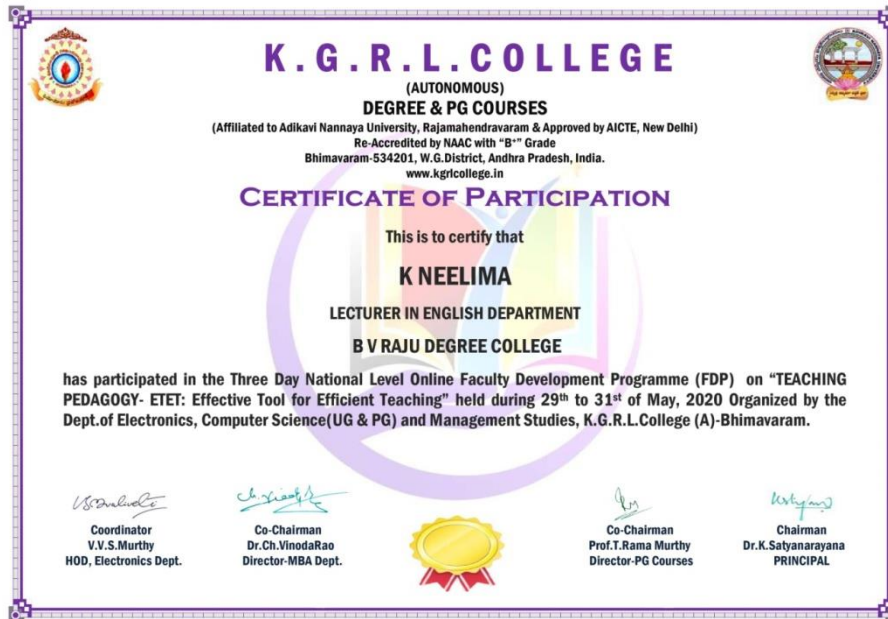 K.G.R.L.COLLEGE
(AUTONOMOUS)
DEGREE & PG COURSES
(Affiliated to Adikavi Nannaya University, Rajamahendravaram & Approved by AICTE, New Delhi)
Re-Accredited by NAAC with "B+" Grade
Bhimavaram-534201, W.G.District, Andhra Pradesh, India.
www.kgrlcollege.in
CERTIFICATE OF PARTICIPATION
This is to certify that
K NEELIMA
LECTURER IN ENGLISH DEPARTMENT
B V RAJU DEGREE COLLEGE
has participated in the Three Day National Level Online Faculty Development Programme (FDP) on "TEACHING
PEDAGOGY- ETET: Effective Tool for Efficient Teaching" held during 29th to 31st of May, 2020 Organized by the
Dept.of Electronics, Computer Science(UG & PG) and Management Studies, K.G.R.L.College (A)-Bhimavaram.
Coordinator
V.V.S.Murthy
HOD, Electronics Dept.
Co-Chairman
Dr.Ch.VinodaRao
Director-MBA Dept.
Co-Chairman
Prof.T.Rama Murthy
Director-PG Courses
Chairman
Dr.K.Satyanarayana
PRINCIPAL